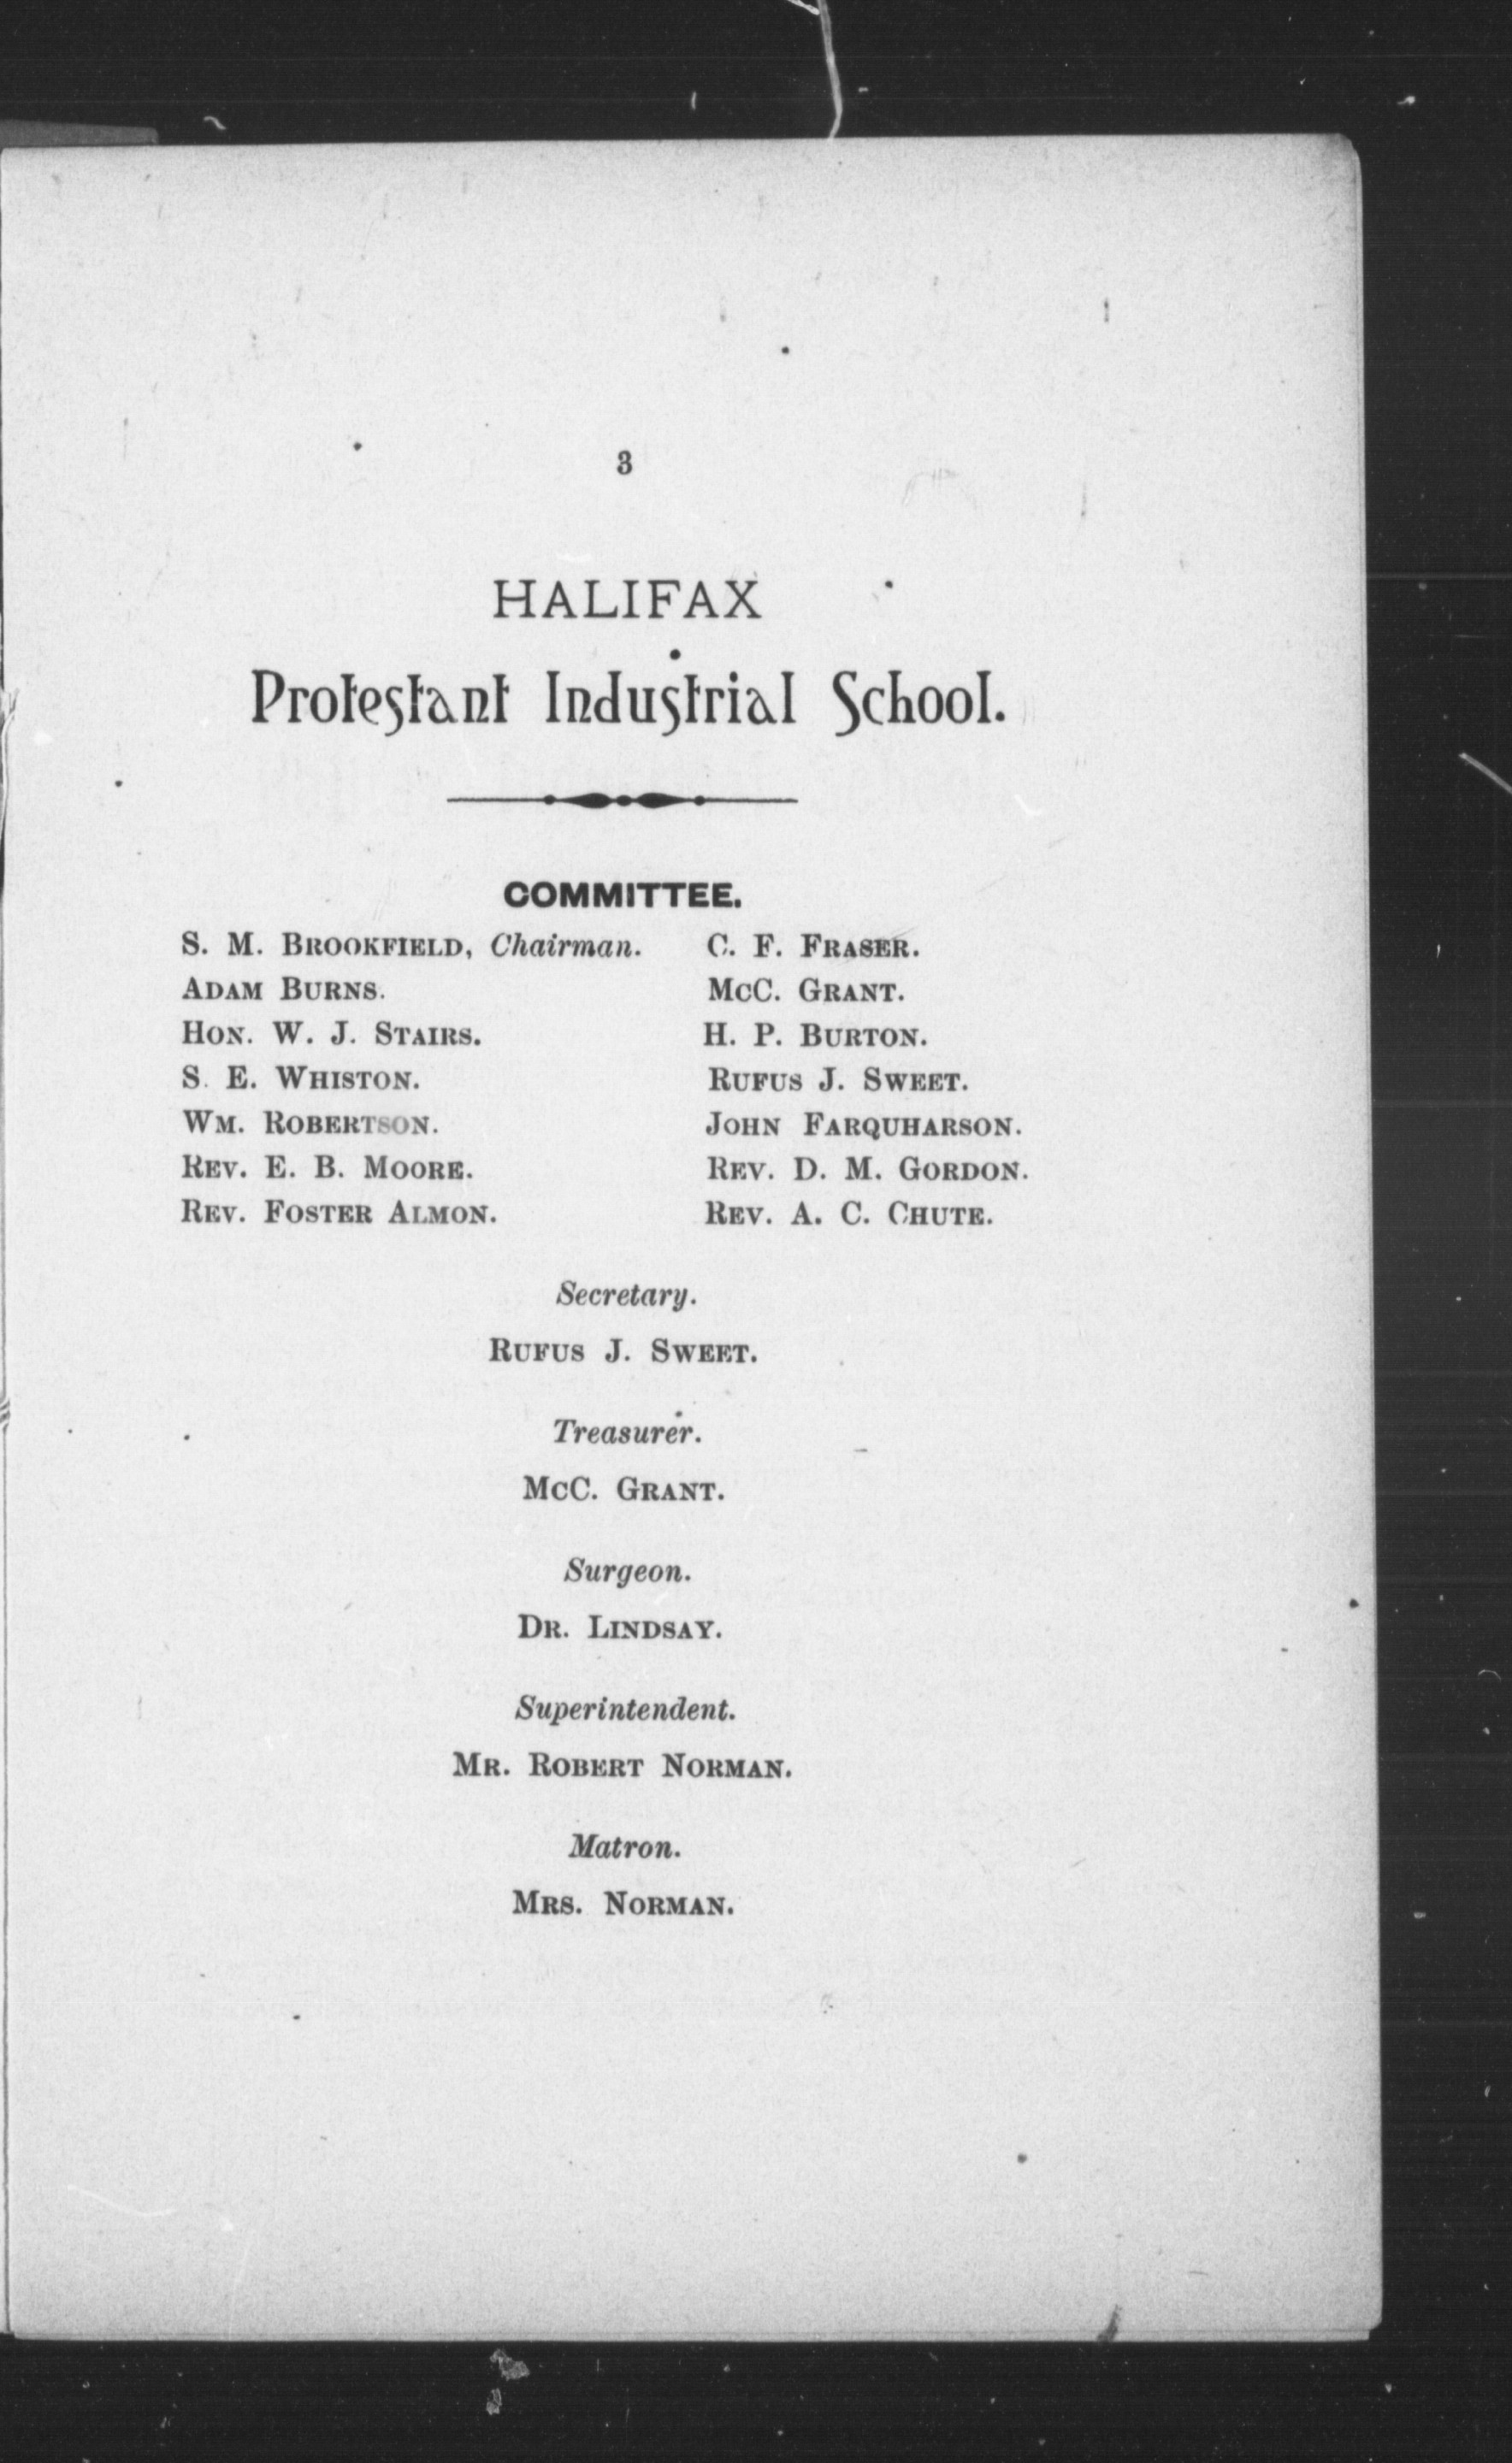 3
HALIFAX
Protestant Industrial School.
COMMITTEE.
S. M. BROOKFIELD, Chairman.
ADAM BURNS.
HON. W. J. STAIRS.
S. E. WHISTON.
WM. ROBERTSON.
REV. E. B. MOORE.
REV. FOSTER ALMON.
C. F. FRASER.
McC. GRANT.
H. P. BURTON.
RUFUS J. SWEET.
JOHN FARQUHARSON.
REV. D. M. GORDON.
REV. A. C. CHUTE.
Secretary.
RUFUS J. SWEET.
Treasurer.
McC. GRANT.
Surgeon.
DR. LINDSAY.
Superintendent.
MR. ROBERT NORMAN.
Matron.
MRS. NORMAN.